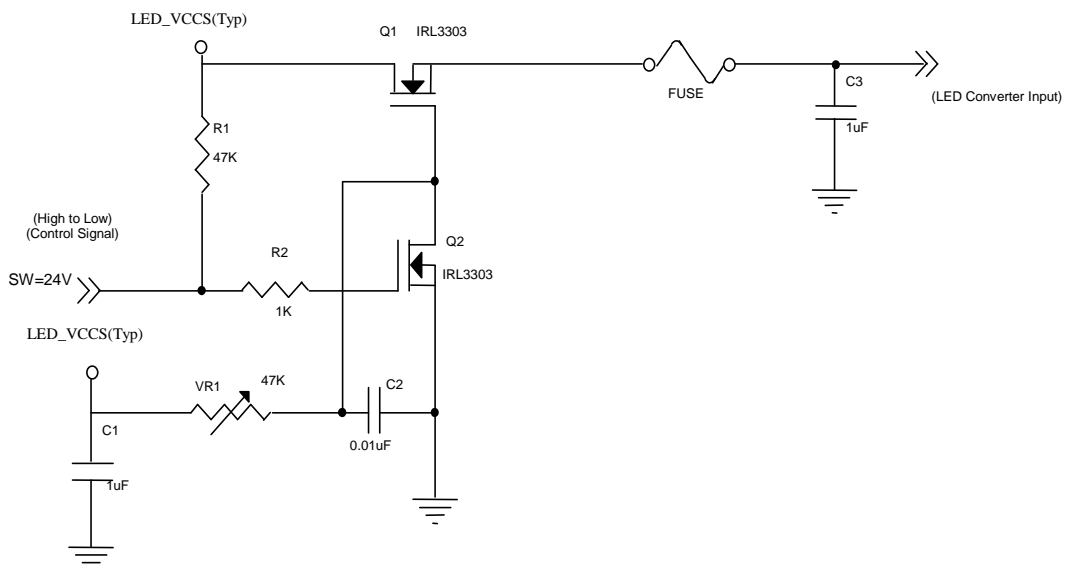 LED_VCCS(Typ)
Q1 IRL3303
FUSE
C3
1uF
(LED Converter Input)
R1
47K
(High to Low)
(Control Signal)
SW=24V
R2
1K
Q2
IRL3303
LED_VCCS(Typ)
VR1 47K
C1
1uF
C2
0.01uF